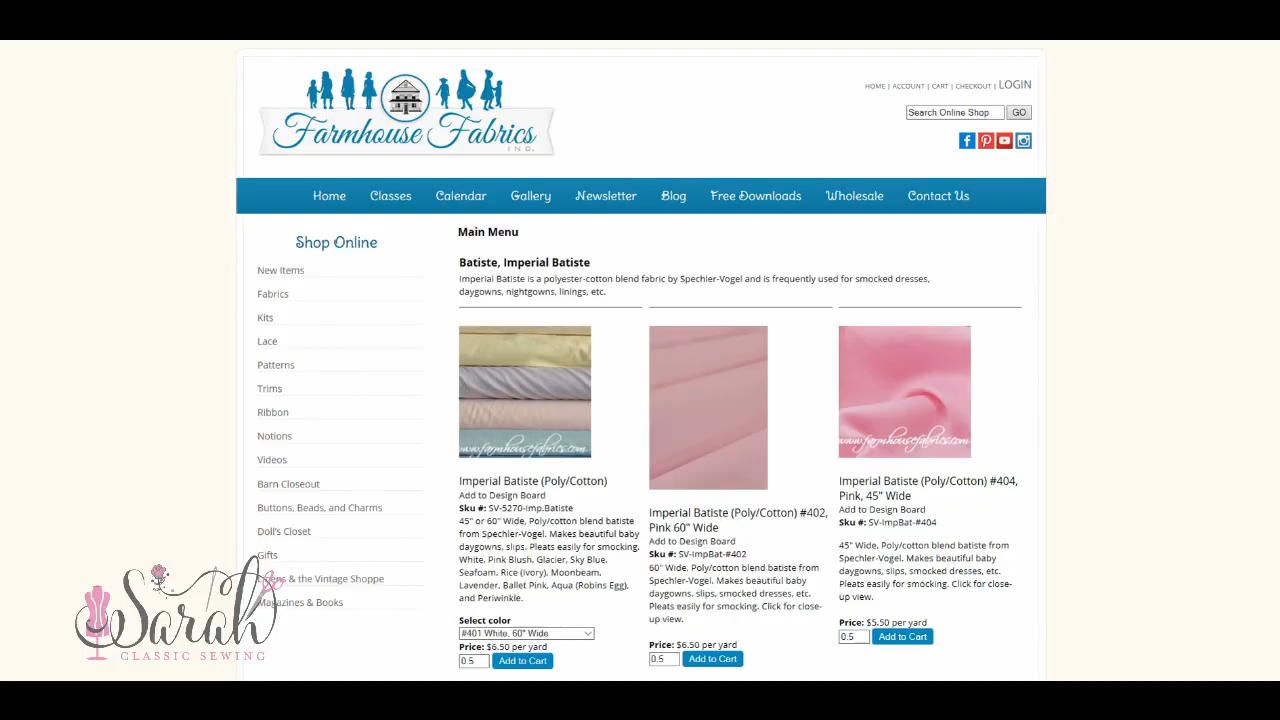 Farmhouse Fabrics
INC.
HOME | ACCOUNT | CART | CHECKOUT | LOGIN
Search Online Shop GO
Home Classes Calendar Gallery Newsletter Blog Free Downloads Wholesale Contact Us
Shop Online
New Items
Fabrics
Kits
Lace
Patterns
Trims
Ribbon
Notions
Videos
Barn Closeout
Buttons, Beads, and Charms
Doll's Closet
Gifts
& the Vintage Shoppe
Magazines & Books
Main Menu
Batiste, Imperial Batiste
Imperial Batiste is a polyester-cotton blend fabric by Spechler-Vogel and is frequently used for smocked dresses,
daygowns, nightgowns, linings, etc.
www.farmhousefabrics.com
Imperial Batiste (Poly/Cotton)
Add to Design Board
Sku #: SV-5270-Imp.Batiste
45" or 60" Wide, Poly/cotton blend batiste
from Spechler-Vogel. Makes beautiful baby
daygowns, slips. Pleats easily for smocking.
White, Pink Blush, Glacier, Sky Blue,
Seafoam, Rice (Ivory), Moonbeam,
Lavender, Ballet Pink, Aqua (Robins Egg),
and Periwinkle.
Select color
#401 White, 60" Wide
Price: $6.50 per yard
0.5 Add to Cart
Imperial Batiste (Poly/Cotton) #402,
Pink 60" Wide
Add to Design Board
Sku #: SV-ImpBat-#402
60" Wide, Poly/cotton blend batiste from
Spechler-Vogel. Makes beautiful baby
daygowns, slips, smocked dresses, etc.
Pleats easily for smocking. Click for close-
up view.
Price: $6.50 per yard
0.5 Add to Cart
www.farmhousefabrics.com
Imperial Batiste (Poly/Cotton) #404,
Pink, 45" Wide
Add to Design Board
Sku #: SV-ImpBat-#404
45" Wide, Poly/cotton blend batiste from
Spechler-Vogel. Makes beautiful baby
daygowns, slips, smocked dresses, etc.
Pleats easily for smocking. Click for close-
up view.
Price: $5.50 per yard
0.5 Add to Cart
Sarah
CLASSIC SEWING